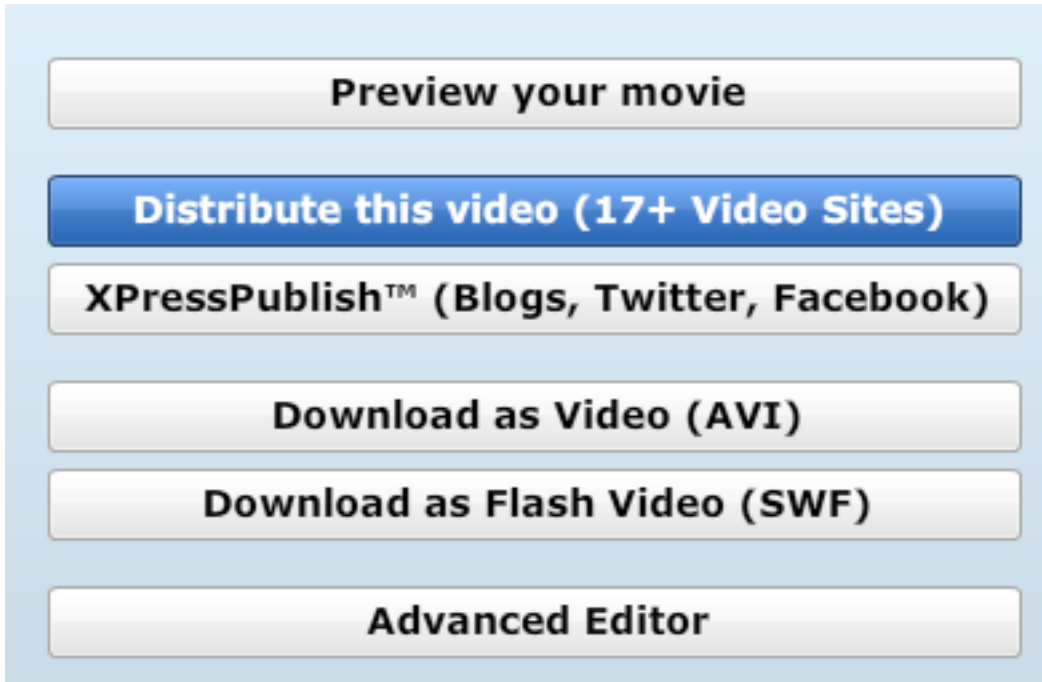 Preview your movie
Distribute this video (17+ Video Sites)
XPressPublish™ (Blogs, Twitter, Facebook)
Download as Video (AVI)
Download as Flash Video (SWF)
Advanced Editor